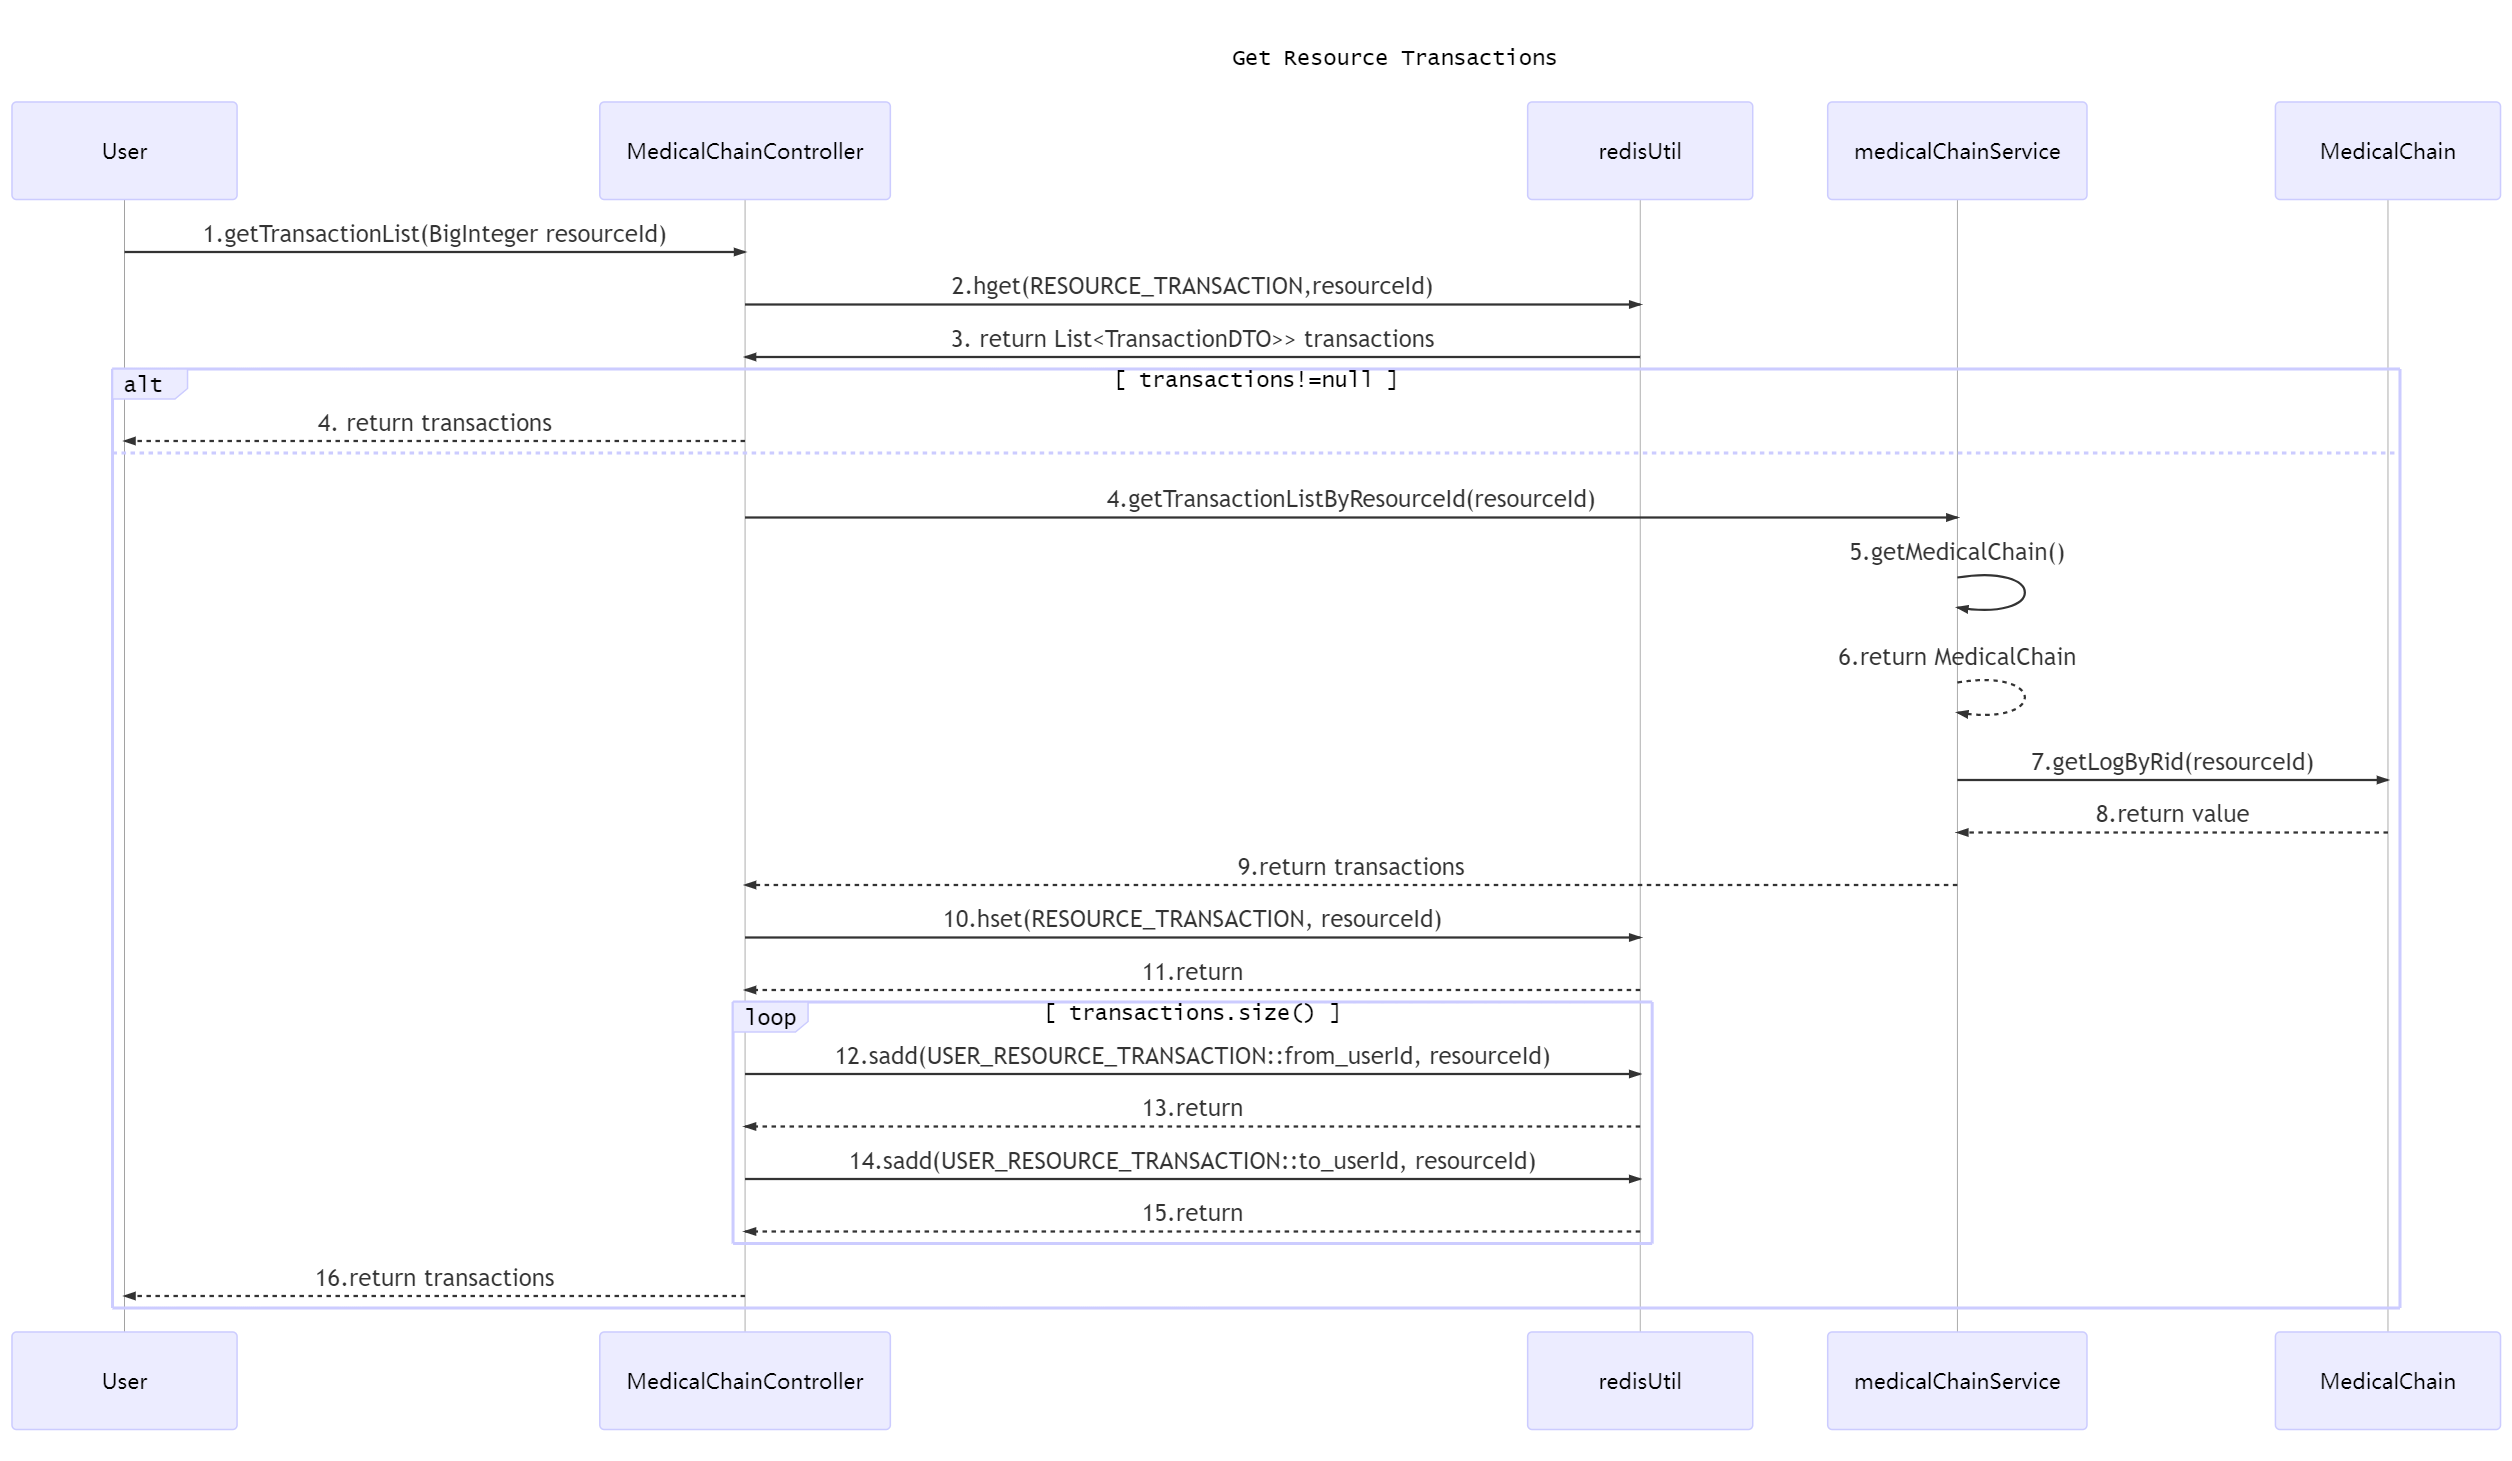 Get Resource Transactions
User
MedicalChainController
redisUtil
medicalChainService
MedicalChain
1.getTransactionList(BigInteger resourceId)
2.hget(RESOURCE_TRANSACTION,resourceId)
3. return List<TransactionDTO>> transactions
alt
[ transactions!=null ]
4. return transactions
4.getTransactionListByResourceId(resourceId)
5.getMedicalChain()
6.return MedicalChain
7.getLogByRid(resourceId)
8.return value
9.return transactions
10.hset(RESOURCE_TRANSACTION, resourceId)
11.return
loop
[ transactions.size() ]
12.sadd(USER_RESOURCE_TRANSACTION::from_userId, resourceId)
13.return
14.sadd(USER_RESOURCE_TRANSACTION::to_userId, resourceId)
15.return
16.return transactions
User
MedicalChainController
redisUtil
medicalChainService
MedicalChain